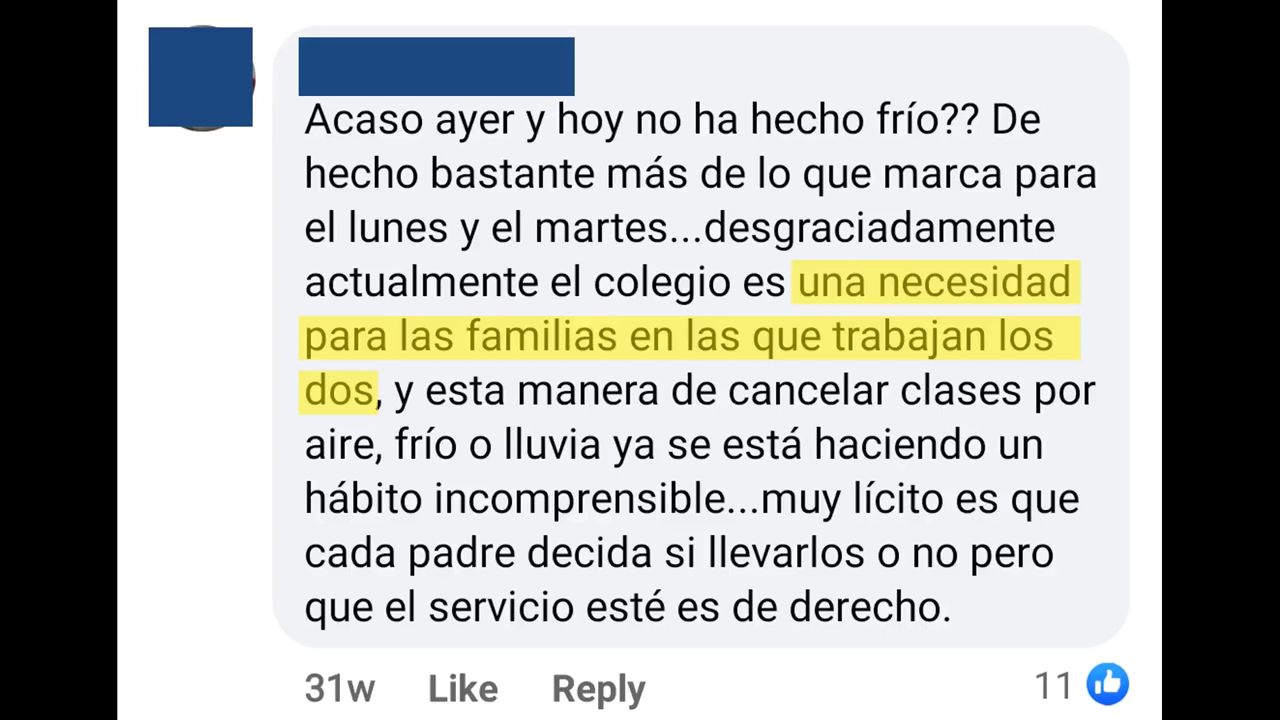 Acaso ayer y hoy no ha hecho frío?? De
hecho bastante más de lo que marca para
el lunes y el martes...desgraciadamente
actualmente el colegio es una necesidad
para las familias en las que trabajan los
dos, y esta manera de cancelar clases por
aire, frío o lluvia ya se está haciendo un
hábito incomprensible...muy lícito es que
cada padre decida si llevarlos o no pero
que el servicio esté es de derecho.
31w Like Reply 11